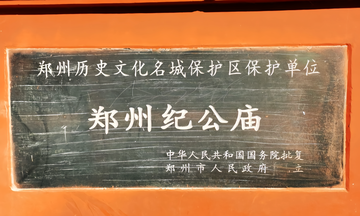 郑州历史文化名城保护区保护单位
郑州纪公庙
中华人民共和国国务院批复
郑州市人民政府 立